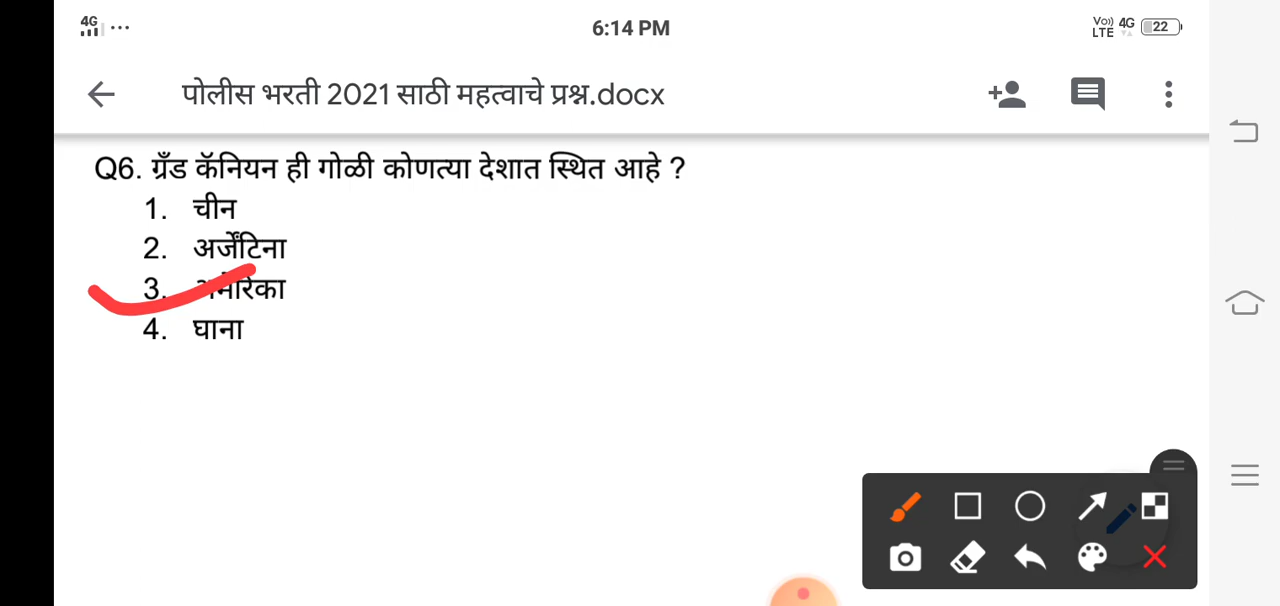 4G ...
6:14 PM
Vo)) 4G
LTE
22
पोलीस भरती 2021 साठी महत्वाचे प्रश्न.docx
Q6. ग्रँड कॅनियन ही गोळी कोणत्या देशात स्थित आहे ?
1. चीन
2. अर्जेंटिना
3. अमेरिका
4. घाना